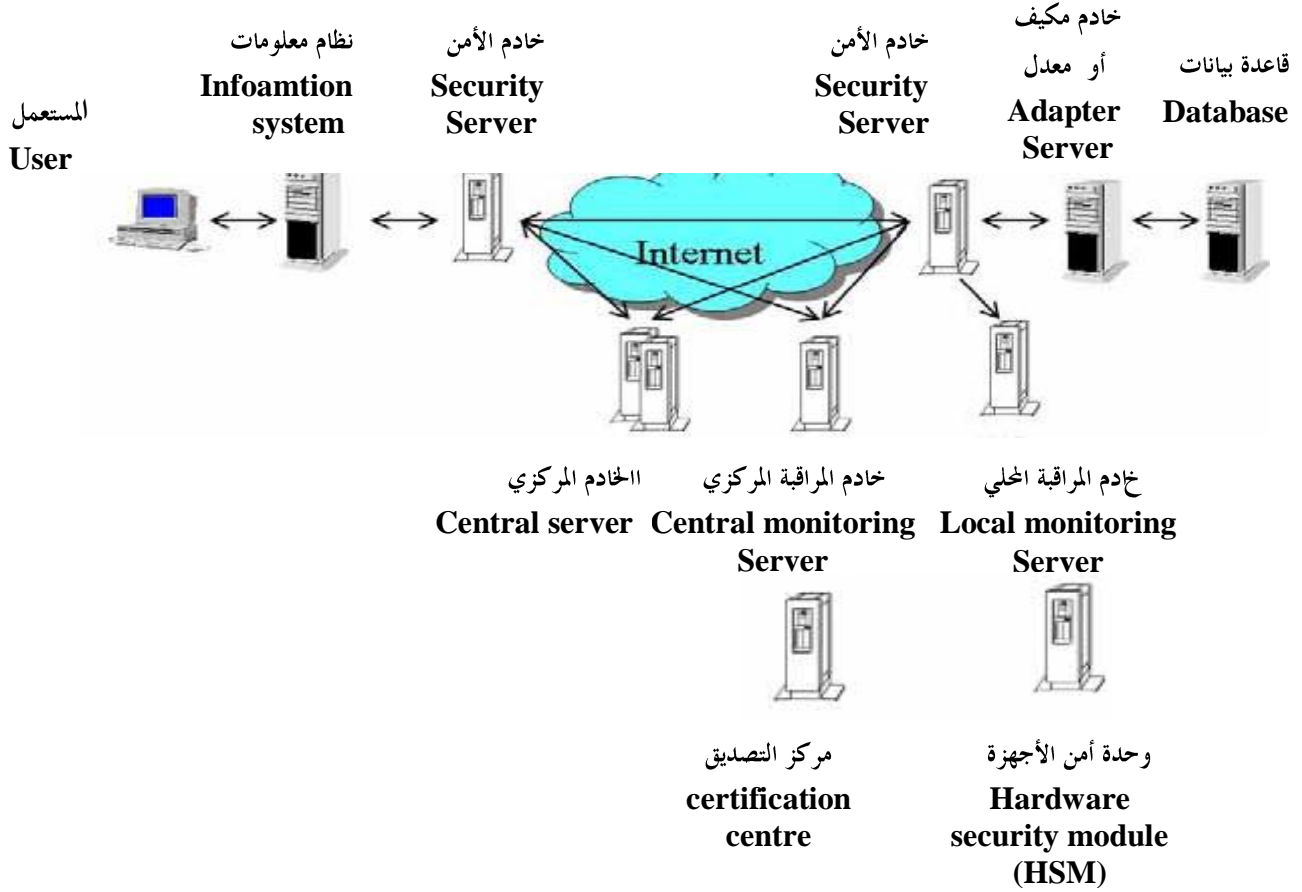 المستعمل
User
نظام معلومات
Infoamtion
system
خادم الأمن
Security
Server
خادم الأمن
Security
Server
خادم مكيف
أو معدل
Adapter
Server
قاعدة بيانات
Database
Internet
االخادم المركزي
Central server
خادم المراقبة المركزي
Central monitoring
Server
خادم المراقبة المحلي
Local monitoring
Server
مركز التصديق
certification
centre
وحدة أمن الأجهزة
Hardware
security module
(HSM)